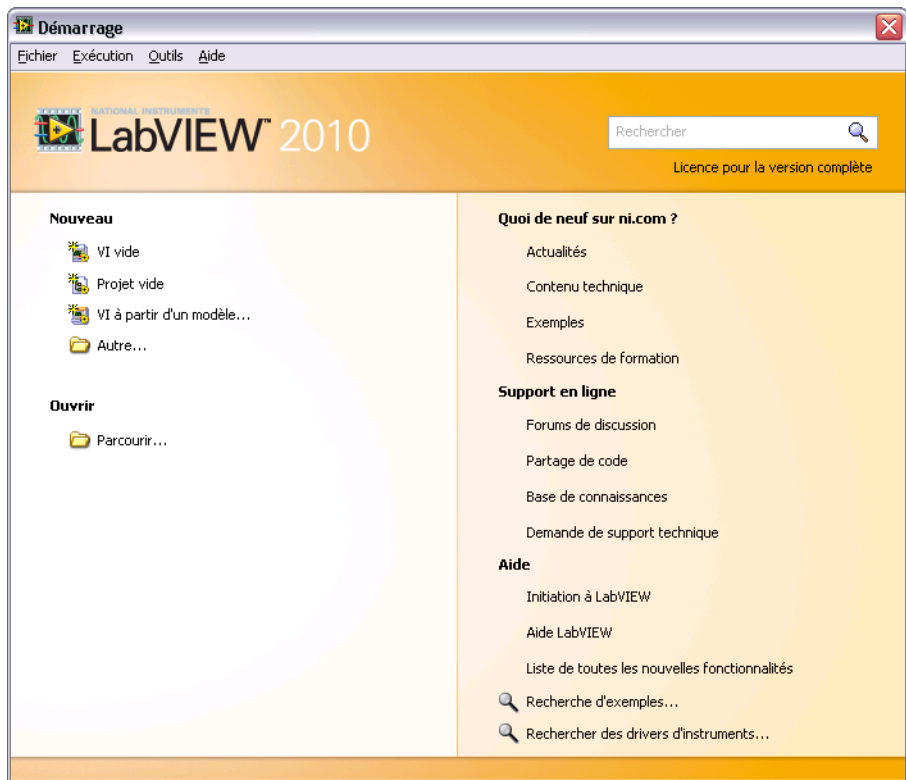 Démarrage
Fichier Exécution Outils Aide
NATIONAL INSTRUMENTS
LabVIEW™ 2010
Rechercher
Licence pour la version complète
Nouveau
VI vide
Projet vide
VI à partir d'un modèle...
Autre...
Ouvrir
Parcourir...
Quoi de neuf sur ni.com ?
Actualités
Contenu technique
Exemples
Ressources de formation
Support en ligne
Forums de discussion
Partage de code
Base de connaissances
Demande de support technique
Aide
Initiation à LabVIEW
Aide LabVIEW
Liste de toutes les nouvelles fonctionnalités
Recherche d'exemples...
Rechercher des drivers d'instruments...